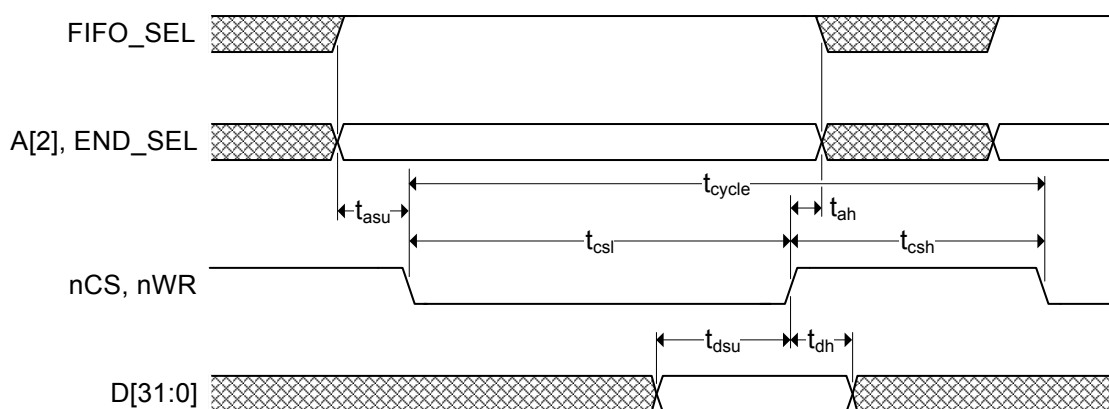 FIFO_SEL
A[2], END_SEL
tcycle
tasu
tah
tcsl
tcsh
nCS, nWR
tdsu
tdh
D[31:0]